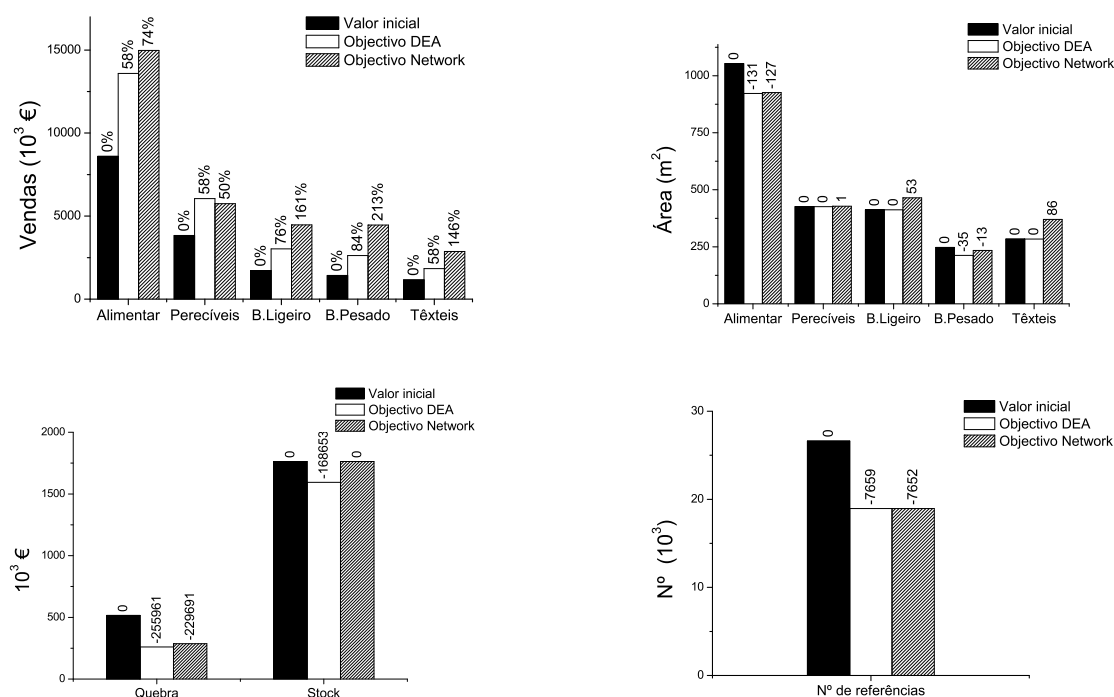 Valor inicial
Objectivo DEA
Objectivo Network
Vendas (10³ €)
15000
10000
5000
0
0% 58% 74%
0% 58% 50%
0% 76% 161%
0% 84% 213%
0% 58% 146%
Alimentar Perecíveis B.Ligeiro B.Pesado Têxteis
Valor inicial
Objectivo DEA
Objectivo Network
Área (m²)
1000
500
250
0
0 -131 -127
0 0 1
0 0 53
0 -35 -13
0 0 86
Alimentar Perecíveis B.Ligeiro B.Pesado Têxteis
Valor inicial
Objectivo DEA
Objectivo Network
10³ €
2000
1500
1000
500
0
0 -255961 -229691
0 -168653 0
Quebra Stock
Valor inicial
Objectivo DEA
Objectivo Network
Nº (10³)
30
20
10
0
0 -7659 -7652
Nº de referências